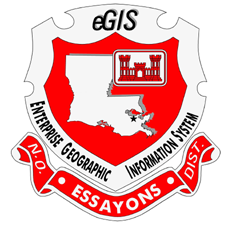 eGIS
ENTERPRISE GEOGRAPHIC
INFORMATION SYSTEM
N.O.
ESSAYONS
DIST.